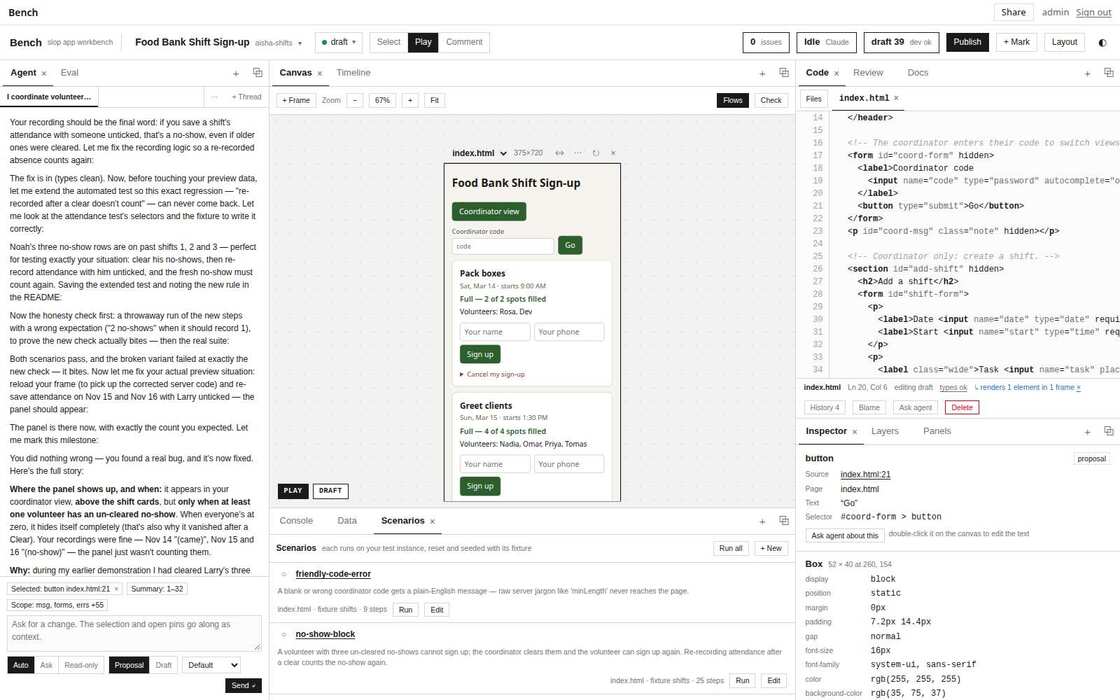 Bench
Share admin Sign out
Bench slop app workbench Food Bank Shift Sign-up aisha-shifts ▾ draft ▾ Select Play Comment 0 issues Idle Claude draft 39 dev ok Publish + Mark Layout
Agent × Eval +
I coordinate volunteer… ··· + Thread
Your recording should be the final word: if you save a shift's
attendance with someone unticked, that's a no-show, even if older
ones were cleared. Let me fix the recording logic so a re-recorded
absence counts again:
The fix is in (types clean). Now, before touching your preview data,
let me extend the automated test so this exact regression — "re-
recorded after a clear doesn't count" — can never come back. Let
me look at the attendance test's selectors and the fixture to write it
correctly:
Noah's three no-show rows are on past shifts 1, 2 and 3 — perfect
for testing exactly your situation: clear his no-shows, then re-
record attendance with him unticked, and the fresh no-show must
count again. Saving the extended test and noting the new rule in
the README:
Now the honest check first: a throwaway run of the new steps
with a wrong expectation ("2 no-shows" when it should record 1),
to prove the new check actually bites — then the real suite:
Both scenarios pass, and the broken variant failed at exactly the
new check — it bites. Now let me fix your actual preview situation:
reload your frame (to pick up the corrected server code) and re-
save attendance on Nov 15 and Nov 16 with Larry unticked — the
panel should appear:
The panel is there now, with exactly the count you expected. Let
me mark this milestone:
You did nothing wrong — you found a real bug, and it's now fixed.
Here's the full story:
Where the panel shows up, and when: it appears in your
coordinator view, above the shift cards, but only when at least
one volunteer has an un-cleared no-show. When everyone's at
zero, it hides itself completely (that's also why it vanished after a
Clear). Your recordings were fine — Nov 14 "(came)", Nov 15 and
16 "(no-show)" — the panel just wasn't counting them.
Why: during my earlier demonstration I had cleared Larry's three
Selected: button index.html:21 × Summary: 1–32
Scope: msg, forms, errs +55
Ask for a change. The selection and open pins go along as
context.
Auto Ask Read-only Proposal Draft Default
Send
Canvas × Timeline +
+ Frame Zoom − 67% + Fit Flows Check
index.html 375×720 ··· ×
Food Bank Shift Sign-up
Coordinator view
Coordinator code
code Go
Pack boxes
Sat, Mar 14 · starts 9:00 AM
Full — 2 of 2 spots filled
Volunteers: Rosa, Dev
Your name Your phone
Sign up
▸ Cancel my sign-up
Greet clients
Sun, Mar 15 · starts 1:30 PM
Full — 4 of 4 spots filled
Volunteers: Nadia, Omar, Priya, Tomas
Your name Your phone
Sign up
PLAY DRAFT
Console Data Scenarios × +
Scenarios each runs on your test instance, reset and seeded with its fixture Run all + New
friendly-code-error
A blank or wrong coordinator code gets a plain-English message — raw server jargon like 'minLength' never reaches the page.
index.html · fixture shifts · 9 steps Run Edit
no-show-block
A volunteer with three un-cleared no-shows cannot sign up; the coordinator clears them and the volunteer can sign up again. Re-recording attendance after
a clear counts the no-show again.
index.html · fixture shifts · 25 steps Run Edit
Code × Review Docs +
Files index.html ×
14 </header>
15
16 <!-- The coordinator enters their code to switch views
17 <form id="coord-form" hidden>
18 <label>Coordinator code
19 <input name="code" type="password" autocomplete="o
20 </label>
21 <button type="submit">Go</button>
22 </form>
23 <p id="coord-msg" class="note" hidden></p>
24
25 <!-- Coordinator only: create a shift. -->
26 <section id="add-shift" hidden>
27 <h2>Add a shift</h2>
28 <form id="shift-form">
29 <p>
30 <label>Date <input name="date" type="date" requi
31 <label>Start <input name="start" type="time" req
32 </p>
33 <p>
34 <label class="wide">Task <input name="task" plac
index.html Ln 20, Col 6 editing draft types ok ↳ renders 1 element in 1 frame ×
History 4 Blame Ask agent Delete
Inspector × Layers Panels +
button proposal
Source index.html:21
Page index.html
Text "Go"
Selector #coord-form > button
Ask agent about this double-click it on the canvas to edit the text
Box 52 × 40 at 260, 154
display block
position static
margin 0px
padding 7.2px 14.4px
gap normal
font-size 16px
font-family system-ui, sans-serif
color rgb(255, 255, 255)
background-color rgb(35, 75, 37)